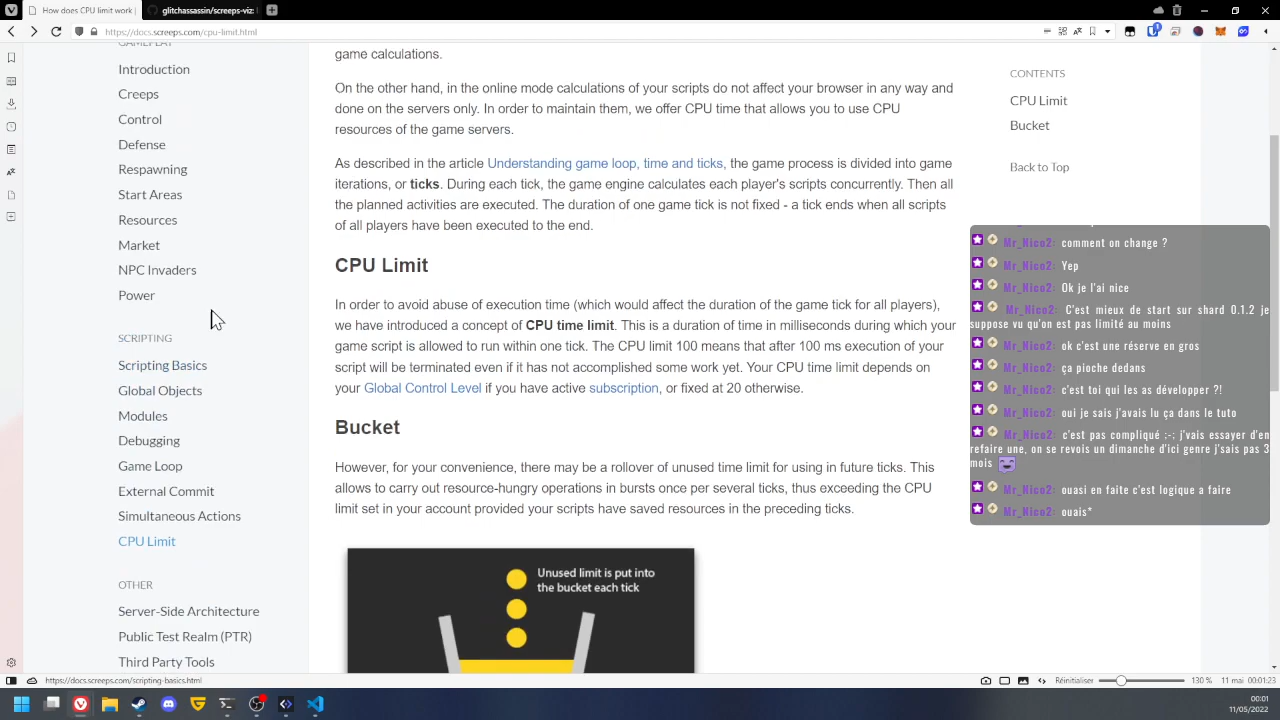 How does CPU limit work |
glitchassassin/screeps-viz:
https://docs.screeps.com/cpu-limit.html
GAMEPLAY
Introduction
Creeps
Control
Defense
Respawning
Start Areas
Resources
Market
NPC Invaders
Power
SCRIPTING
Scripting Basics
Global Objects
Modules
Debugging
Game Loop
External Commit
Simultaneous Actions
CPU Limit
OTHER
Server-Side Architecture
Public Test Realm (PTR)
Third Party Tools
game calculations.
On the other hand, in the online mode calculations of your scripts do not affect your browser in any way and
done on the servers only. In order to maintain them, we offer CPU time that allows you to use CPU
resources of the game servers.
As described in the article Understanding game loop, time and ticks, the game process is divided into game
iterations, or ticks. During each tick, the game engine calculates each player's scripts concurrently. Then all
the planned activities are executed. The duration of one game tick is not fixed - a tick ends when all scripts
of all players have been executed to the end.
CPU Limit
In order to avoid abuse of execution time (which would affect the duration of the game tick for all players),
we have introduced a concept of CPU time limit. This is a duration of time in milliseconds during which your
game script is allowed to run within one tick. The CPU limit 100 means that after 100 ms execution of your
script will be terminated even if it has not accomplished some work yet. Your CPU time limit depends on
your Global Control Level if you have active subscription, or fixed at 20 otherwise.
Bucket
However, for your convenience, there may be a rollover of unused time limit for using in future ticks. This
allows to carry out resource-hungry operations in bursts once per several ticks, thus exceeding the CPU
limit set in your account provided your scripts have saved resources in the preceding ticks.
Unused limit is put into
the bucket each tick
CONTENTS
CPU Limit
Bucket
Back to Top
Mr_Nico2: comment on change ?
Mr_Nico2: Yep
Mr_Nico2: Ok je l'ai nice
Mr_Nico2: C'est mieux de start sur shard 0.1.2 je
suppose vu qu'on est pas limité au moins
Mr_Nico2: ok c'est une réserve en gros
Mr_Nico2: ça pioche dedans
Mr_Nico2: c'est toi qui les as développer ?!
Mr_Nico2: oui je sais j'avais lu ça dans le tuto
Mr_Nico2: c'est pas compliqué ;-; j'vais essayer d'en
refaire une, on se revois un dimanche d'ici genre j'sais pas 3
mois
Mr_Nico2: ouasi en faite c'est logique a faire
Mr_Nico2: ouais*
https://docs.screeps.com/scripting-basics.html
Réinitialiser
130 %
11 mai
00:01:23
00:01
11/05/2022